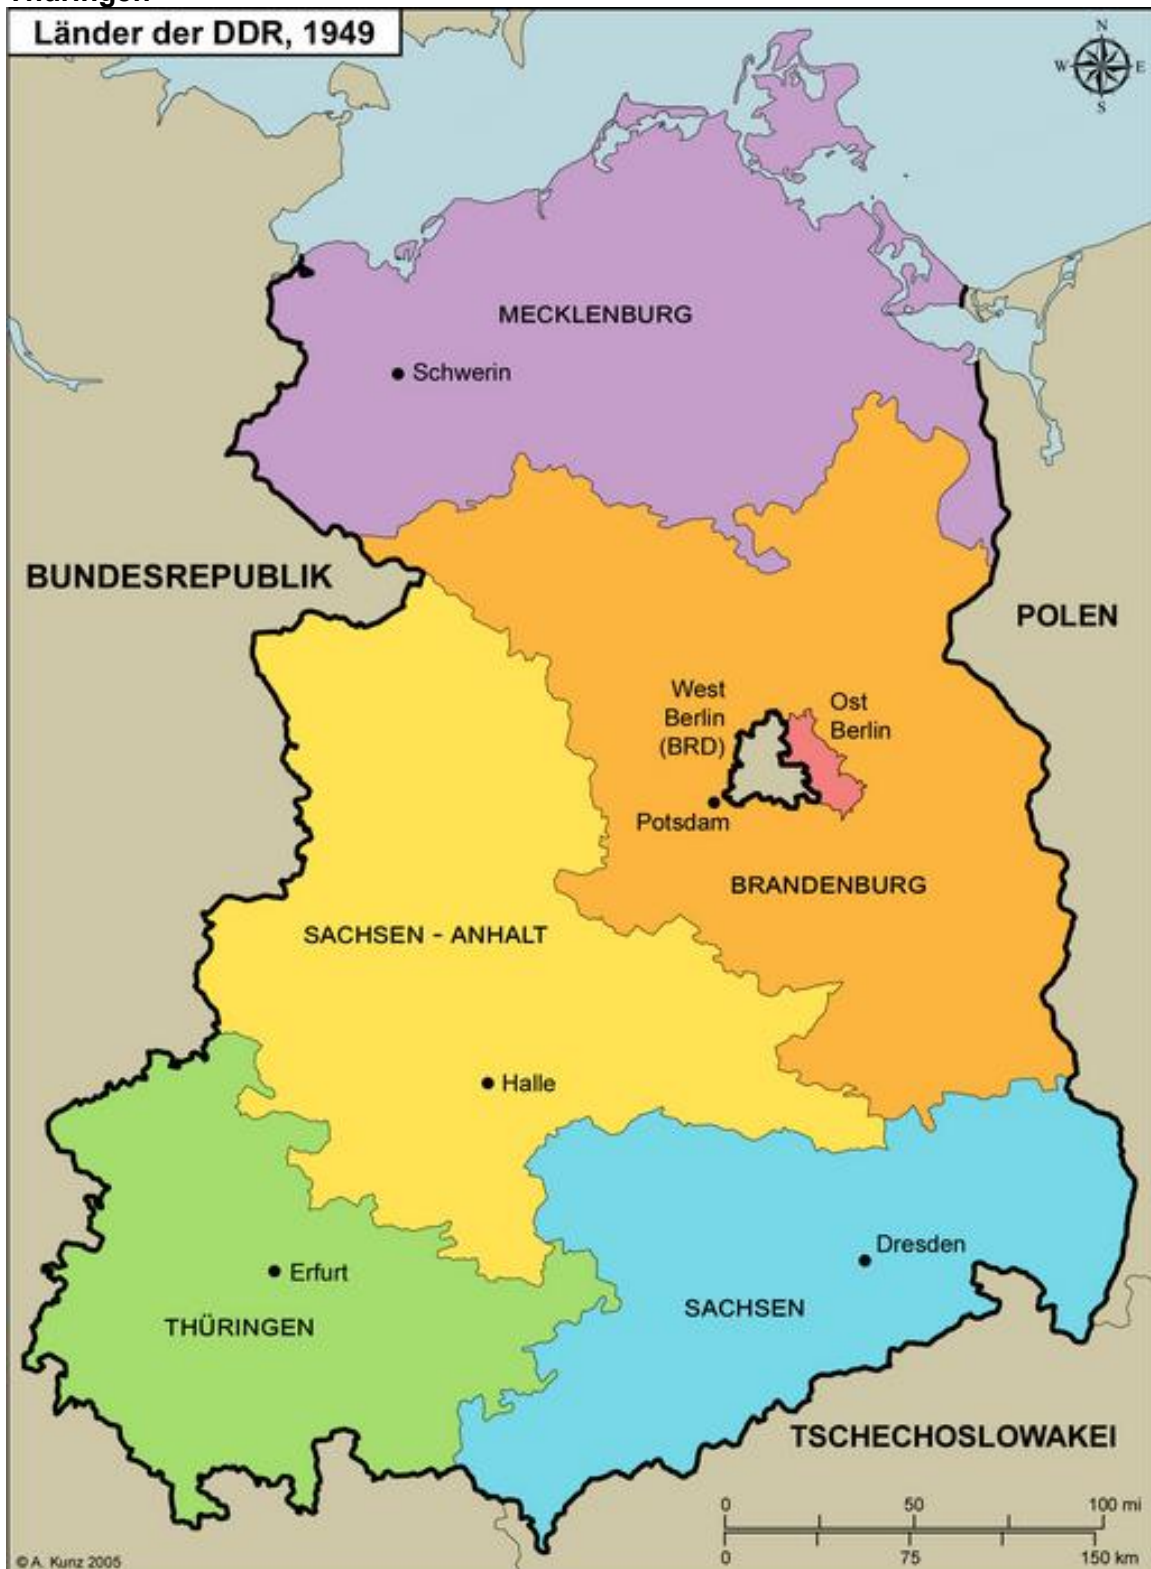 Thüringen
Länder der DDR, 1949
N
W E
S
MECKLENBURG
Schwerin
BUNDESREPUBLIK
POLEN
West
Berlin
(BRD)
Ost
Berlin
Potsdam
BRANDENBURG
SACHSEN - ANHALT
Halle
Dresden
Erfurt
SACHSEN
THÜRINGEN
TSCHECHOSLOWAKEI
0 50 100 mi
0 75 150 km
© A. Kunz 2005